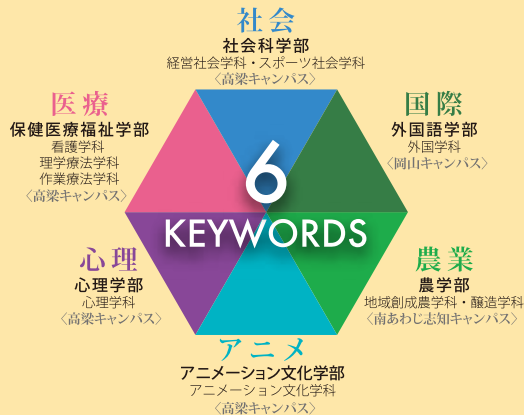 社会
社会科学部
経営社会学科・スポーツ社会学科
〈高梁キャンパス〉
医療
保健医療福祉学部
看護学科
理学療法学科
作業療法学科
〈高梁キャンパス〉
国際
外国語学部
外国学科
〈岡山キャンパス〉
6
KEYWORDS
心理
心理学部
心理学科
〈高梁キャンパス〉
農業
農学部
地域創成農学科・醸造学科
〈南あわじ志知キャンパス〉
アニメ
アニメーション文化学部
アニメーション文化学科
〈高梁キャンパス〉